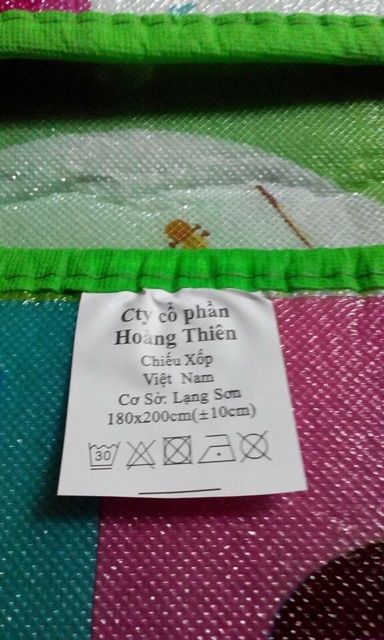 Cty cổ phần
Hoàng Thiên
Chiếu Xốp
Việt Nam
Cơ Sở: Lạng Sơn
180x200cm(±10cm)
30